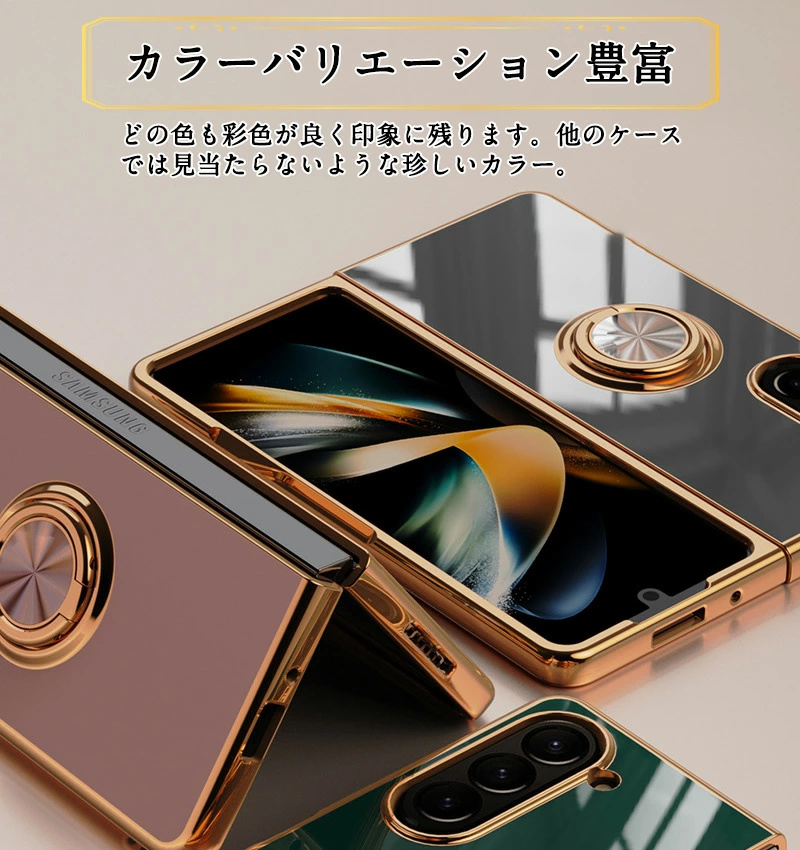 カラーバリエーション豊富
どの色も彩色が良く印象に残ります。他のケース
では見当たらないような珍しいカラー。
SAMSUNG